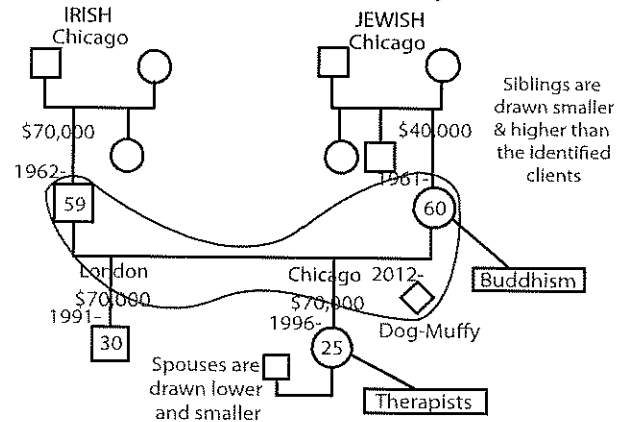 IRISH
Chicago
JEWISH
Chicago
Siblings are
drawn smaller
& higher than
the identified
clients
$70,000
$40,000
1962-
1961-
59
60
London
Chicago
2012-
Buddhism
$70,000
$70,000
1991-
1996-
Dog-Muffy
30
25
Spouses are
drawn lower
and smaller
Therapists